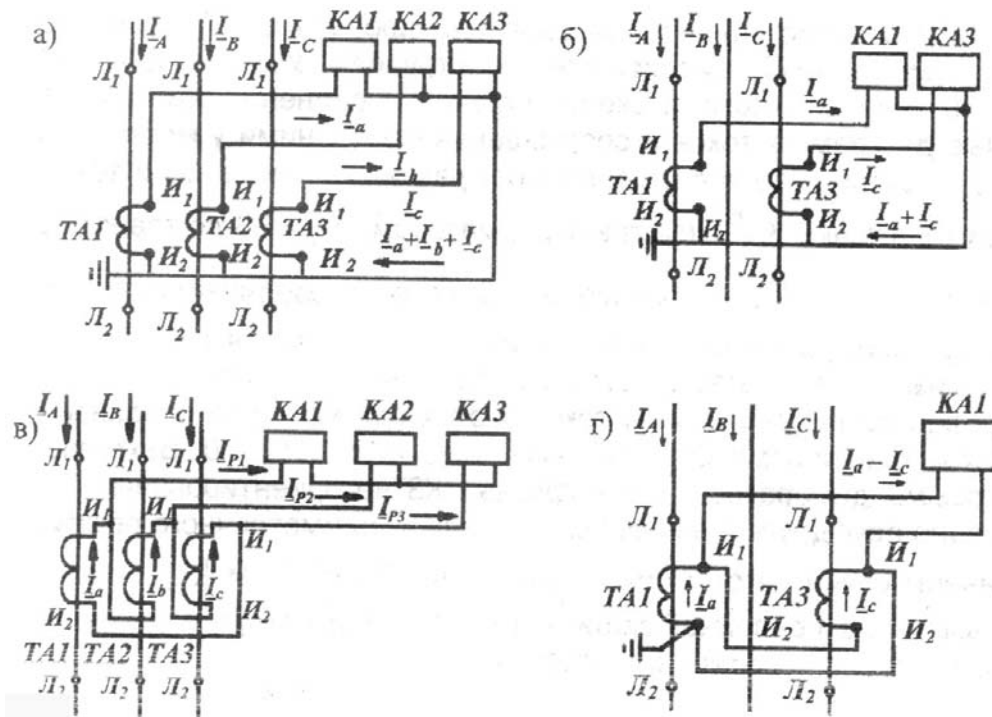 а)
I_A I_B I_C KA1 KA2 KA3
Л1 Л1 Л1
I_a
I_b
I_c
И1 И1 И1
TA1 TA2 TA3
I_a+I_b+I_c
И2 И2 И2
Л2 Л2 Л2
б)
I_A I_B I_C KA1 KA3
Л1 Л1
I_a
И1 И1
I_c
TA1 TA3
И2 И2 И2
I_a+I_c
Л2 Л2
в)
I_A I_B I_C KA1 KA2 KA3
Л1 Л1 Л1
I_P1
I_P2
I_P3
И1 И1 И1
I_a I_b I_c
И2 И2
TA1 TA2 TA3
Л2 Л2 Л2
г)
I_A I_B I_C KA1
I_a−I_c
Л1 Л1
И1 И1
TA1 I_a TA3 I_c
И2 И2
Л2 Л2